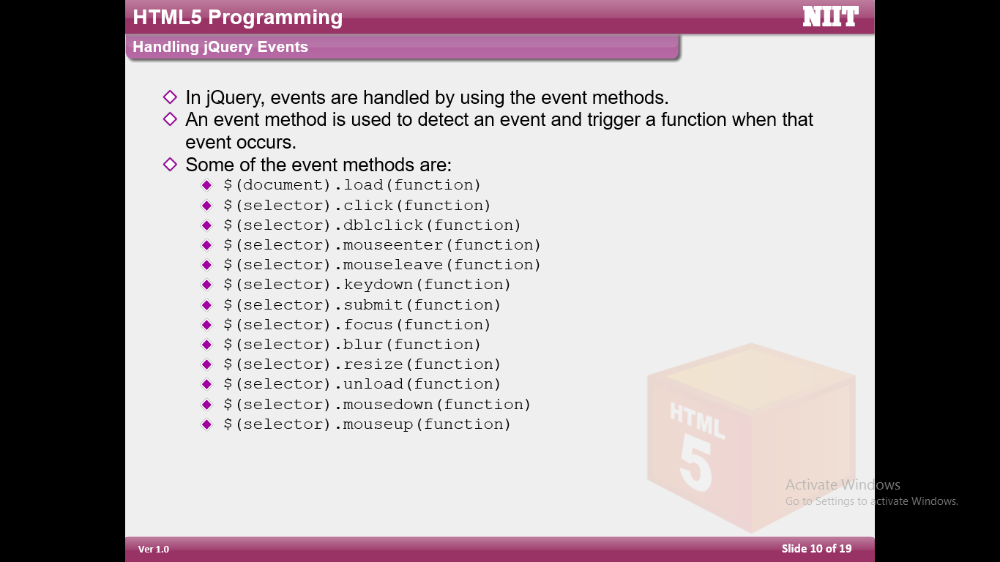 HTML5 Programming
NIIT
Handling jQuery Events
In jQuery, events are handled by using the event methods.
An event method is used to detect an event and trigger a function when that
event occurs.
Some of the event methods are:
$(document).load(function)
$(selector).click(function)
$(selector).dblclick(function)
$(selector).mouseenter(function)
$(selector).mouseleave(function)
$(selector).keydown(function)
$(selector).submit(function)
$(selector).focus(function)
$(selector).blur(function)
$(selector).resize(function)
$(selector).unload(function)
$(selector).mousedown(function)
$(selector).mouseup(function)
HTML
5
Activate Windows
Go to Settings to activate Windows.
Ver 1.0
Slide 10 of 19